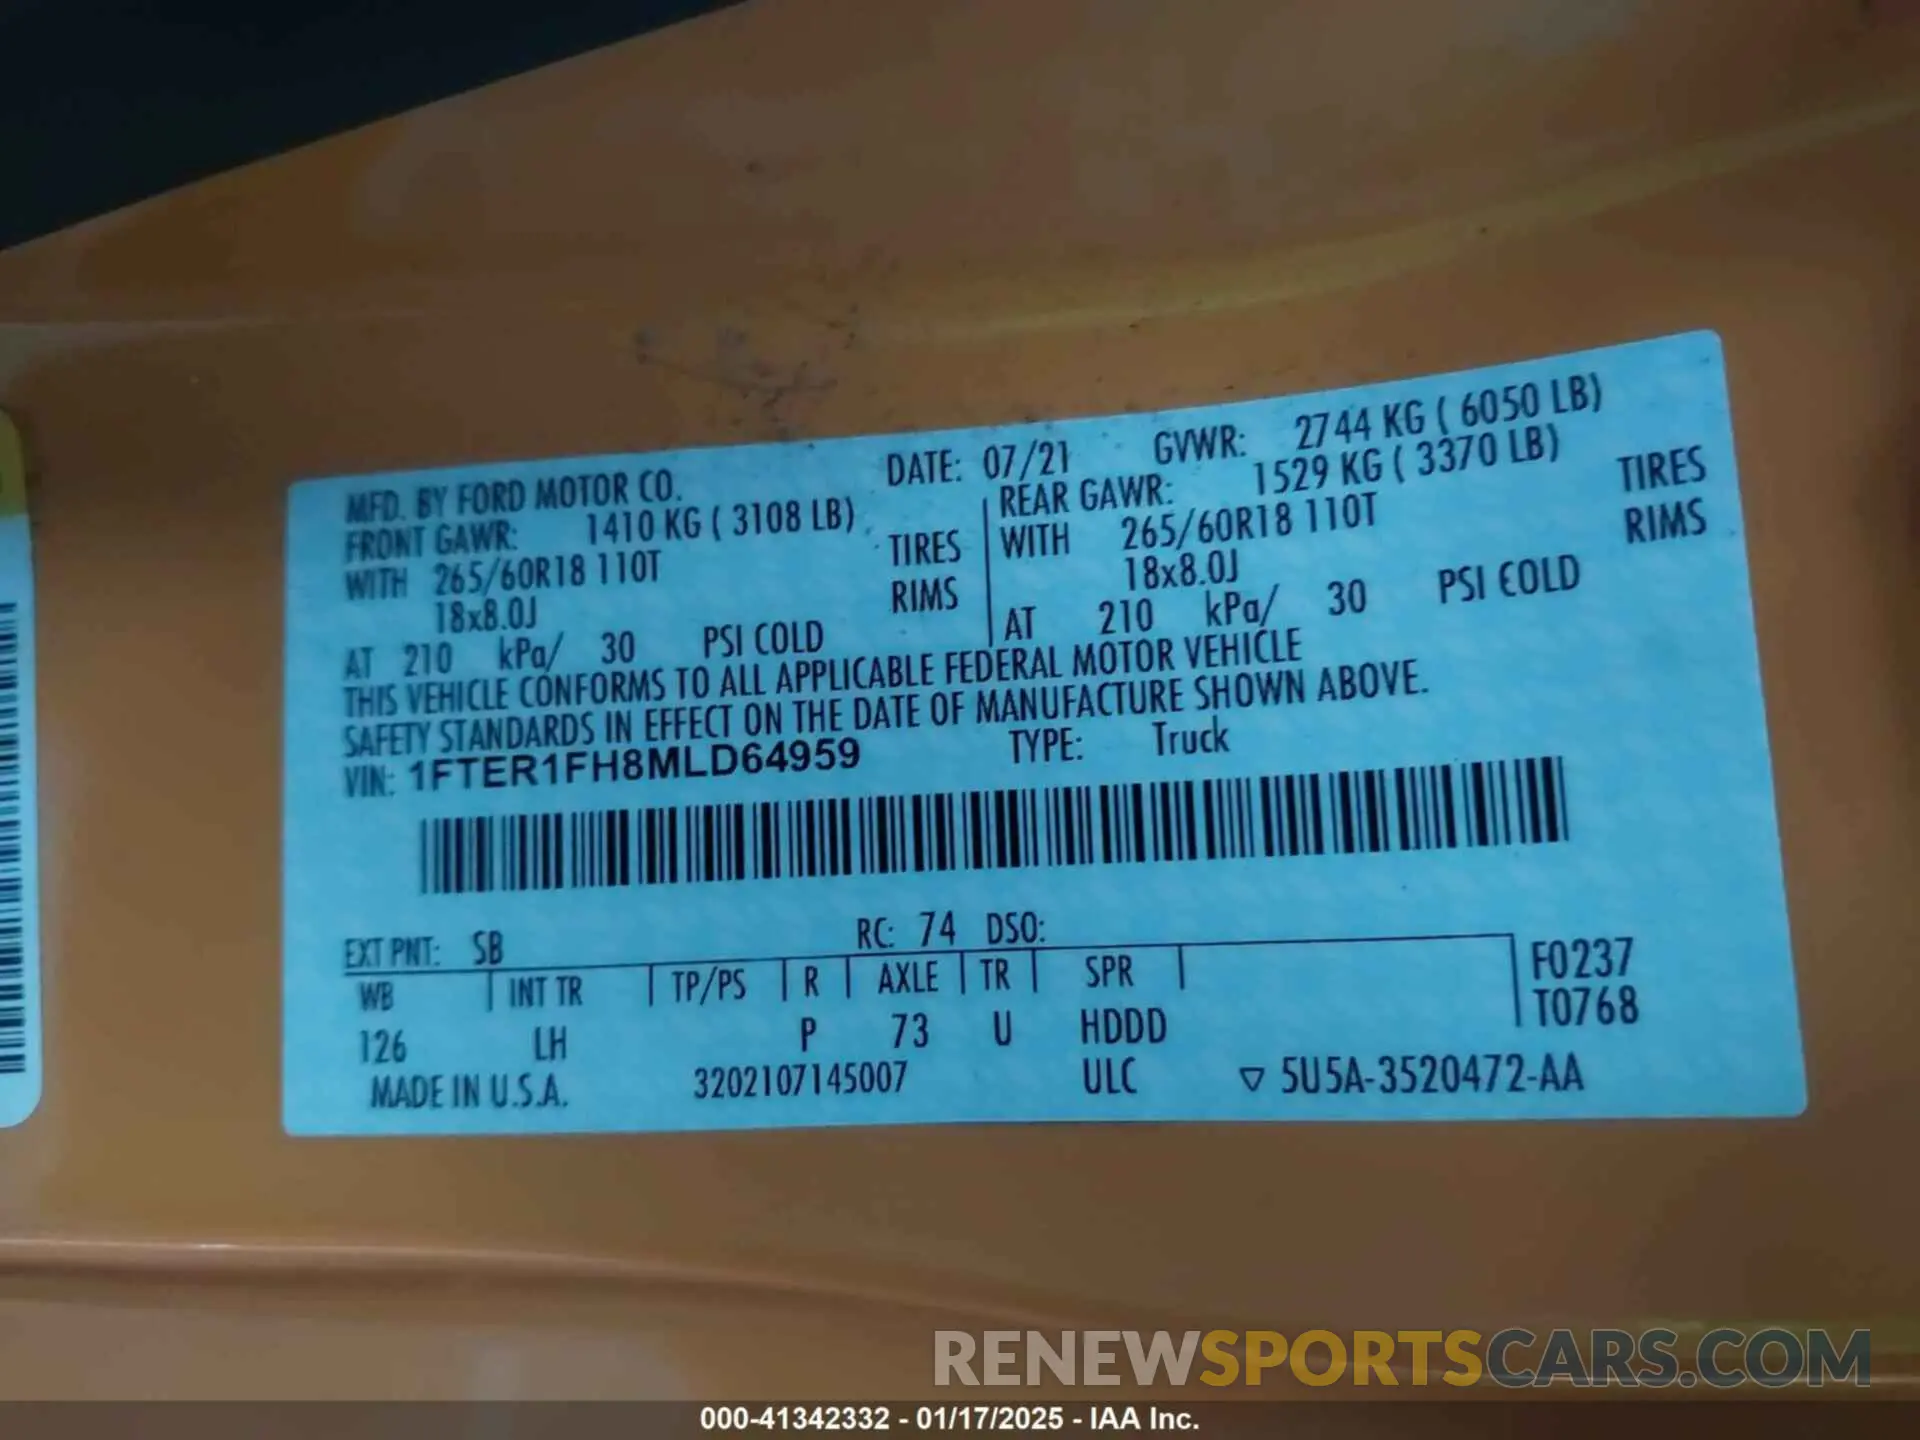 MFD. BY FORD MOTOR CO. DATE: 07/21 GVWR: 2744 KG ( 6050 LB)
FRONT GAWR: 1410 KG ( 3108 LB) REAR GAWR: 1529 KG ( 3370 LB)
WITH 265/60R18 110T TIRES WITH 265/60R18 110T TIRES
18x8.0J RIMS 18x8.0J RIMS
AT 210 kPa/ 30 PSI COLD AT 210 kPa/ 30 PSI COLD
THIS VEHICLE CONFORMS TO ALL APPLICABLE FEDERAL MOTOR VEHICLE
SAFETY STANDARDS IN EFFECT ON THE DATE OF MANUFACTURE SHOWN ABOVE.
VIN: 1FTER1FH8MLD64959 TYPE: Truck
EXT PNT: SB RC: 74 DSO:
WB INT TR TP/PS R AXLE TR SPR F0237
126 LH P 73 U HDDD T0768
MADE IN U.S.A. 3202107145007 ULC ▽ 5U5A-3520472-AA
RENEWSPORTSCARS.COM
000-41342332 - 01/17/2025 - IAA Inc.